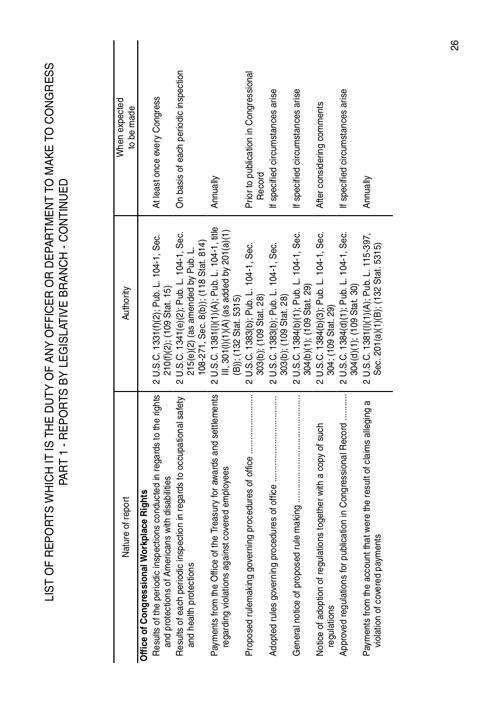 LIST OF REPORTS WHICH IT IS THE DUTY OF ANY OFFICER OR DEPARTMENT TO MAKE TO CONGRESS
PART 1 - REPORTS BY LEGISLATIVE BRANCH - CONTINUED
Nature of report
Authority
When expected
to be made
Office of Congressional Workplace Rights
Results of the periodic inspections conducted in regards to the rights
and protections of Americans with disabilities
2 U.S.C. 1331(f)(2); Pub. L. 104-1, Sec.
210(f)(2); (109 Stat. 15)
At least once every Congress
Results of each periodic inspection in regards to occupational safety
and health protections
2 U.S.C. 1341(e)(2); Pub. L. 104-1, Sec.
215(e)(2) (as amended by Pub. L.
108-271, Sec. 8(b)); (118 Stat. 814)
On basis of each periodic inspection
Payments from the Office of the Treasury for awards and settlements
regarding violations against covered employees
2 U.S.C. 1381(l)(1)(A); Pub. L. 104-1, title
III, 301(l)(1)(A) (as added by 201(a)(1)
(B)); (132 Stat. 5315)
Annually
Proposed rulemaking governing procedures of office
2 U.S.C. 1383(b); Pub. L. 104-1, Sec.
303(b); (109 Stat. 28)
Prior to publication in Congressional
Record
Adopted rules governing procedures of office
2 U.S.C. 1383(b); Pub. L. 104-1, Sec.
303(b); (109 Stat. 28)
If specified circumstances arise
General notice of proposed rule making
2 U.S.C. 1384(b)(1); Pub. L. 104-1, Sec.
304(b)(1); (109 Stat. 29)
If specified circumstances arise
Notice of adoption of regulations together with a copy of such
regulations
2 U.S.C. 1384(b)(3); Pub. L. 104-1, Sec.
304; (109 Stat. 29)
After considering comments
Approved regulations for publication in Congressional Record
2 U.S.C. 1384(d)(1); Pub. L. 104-1, Sec.
304(d)(1); (109 Stat. 30)
If specified circumstances arise
Payments from the account that were the result of claims alleging a
violation of covered payments
2 U.S.C. 1381(l)(1)(A); Pub. L. 115-397,
Sec. 201(a)(1)(B); (132 Stat. 5315)
Annually
26